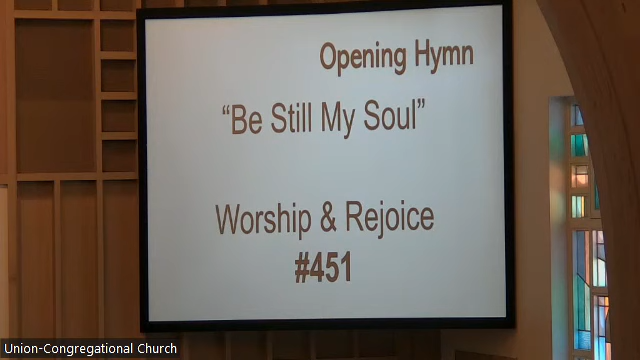 Opening Hymn
“Be Still My Soul”
Worship & Rejoice
#451
Union-Congregational Church